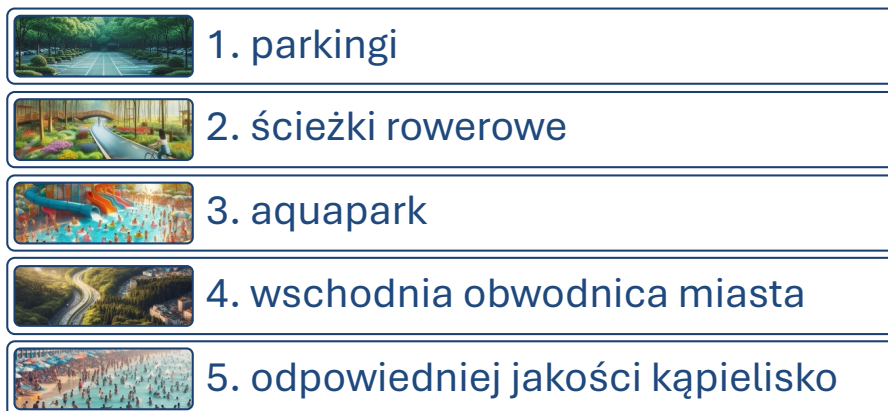 1. parkingi
2. ścieżki rowerowe
3. aquapark
4. wschodnia obwodnica miasta
5. odpowiedniej jakości kąpielisko